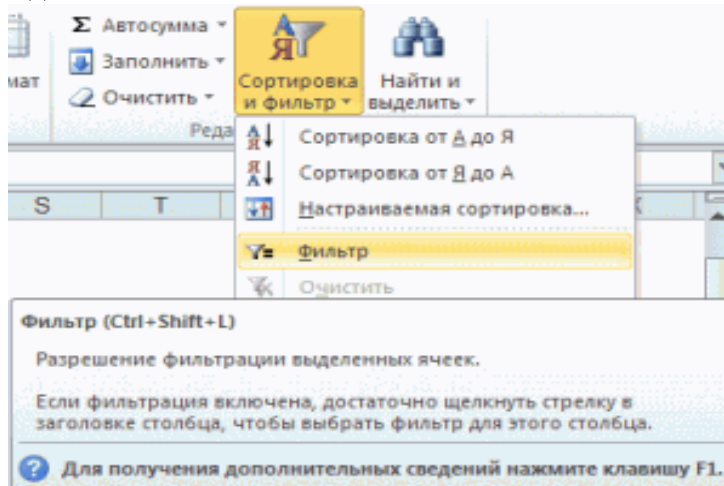 Σ Автосумма
Заполнить
мат
Очистить
Сортировка и фильтр
Найти и выделить
Реда
Сортировка от А до Я
Сортировка от Я до А
S T
Настраиваемая сортировка...
Фильтр
Очистить
Фильтр (Ctrl+Shift+L)
Разрешение фильтрации выделенных ячеек.
Если фильтрация включена, достаточно щелкнуть стрелку в
заголовке столбца, чтобы выбрать фильтр для этого столбца.
Для получения дополнительных сведений нажмите клавишу F1.